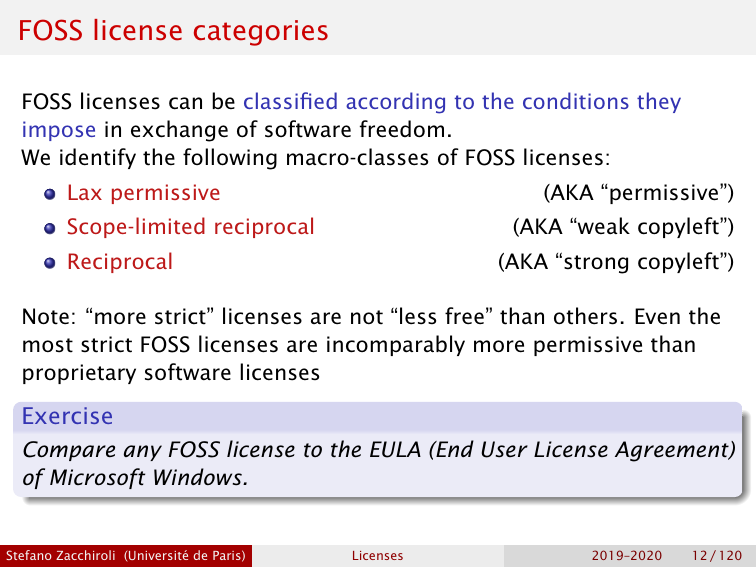 FOSS license categories
FOSS licenses can be classified according to the conditions they
impose in exchange of software freedom.
We identify the following macro-classes of FOSS licenses:
Lax permissive (AKA “permissive”)
Scope-limited reciprocal (AKA “weak copyleft”)
Reciprocal (AKA “strong copyleft”)
Note: “more strict” licenses are not “less free” than others. Even the
most strict FOSS licenses are incomparably more permissive than
proprietary software licenses
Exercise
Compare any FOSS license to the EULA (End User License Agreement)
of Microsoft Windows.
Stefano Zacchiroli (Université de Paris) Licenses 2019–2020 12 / 120